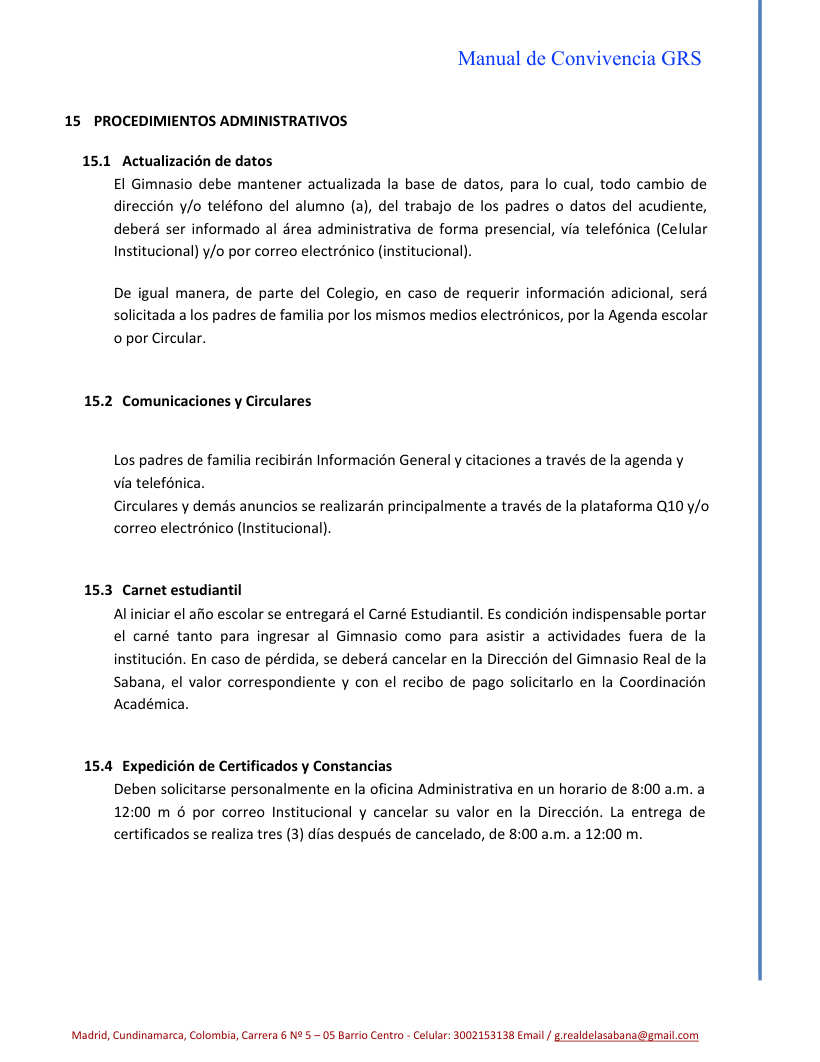 Manual de Convivencia GRS
15 PROCEDIMIENTOS ADMINISTRATIVOS
15.1 Actualización de datos
El Gimnasio debe mantener actualizada la base de datos, para lo cual, todo cambio de
dirección y/o teléfono del alumno (a), del trabajo de los padres o datos del acudiente,
deberá ser informado al área administrativa de forma presencial, vía telefónica (Celular
Institucional) y/o por correo electrónico (institucional).
De igual manera, de parte del Colegio, en caso de requerir información adicional, será
solicitada a los padres de familia por los mismos medios electrónicos, por la Agenda escolar
o por Circular.
15.2 Comunicaciones y Circulares
Los padres de familia recibirán Información General y citaciones a través de la agenda y
vía telefónica.
Circulares y demás anuncios se realizarán principalmente a través de la plataforma Q10 y/o
correo electrónico (Institucional).
15.3 Carnet estudiantil
Al iniciar el año escolar se entregará el Carné Estudiantil. Es condición indispensable portar
el carné tanto para ingresar al Gimnasio como para asistir a actividades fuera de la
institución. En caso de pérdida, se deberá cancelar en la Dirección del Gimnasio Real de la
Sabana, el valor correspondiente y con el recibo de pago solicitarlo en la Coordinación
Académica.
15.4 Expedición de Certificados y Constancias
Deben solicitarse personalmente en la oficina Administrativa en un horario de 8:00 a.m. a
12:00 m ó por correo Institucional y cancelar su valor en la Dirección. La entrega de
certificados se realiza tres (3) días después de cancelado, de 8:00 a.m. a 12:00 m.
Madrid, Cundinamarca, Colombia, Carrera 6 Nº 5 – 05 Barrio Centro - Celular: 3002153138 Email / g.realdelasabana@gmail.com